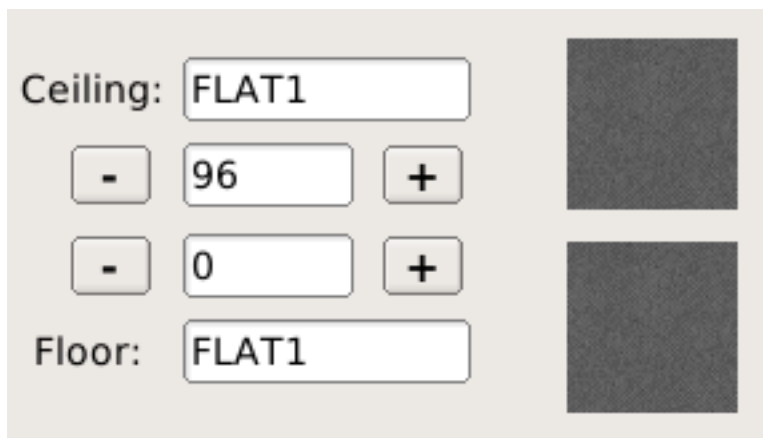 Ceiling: FLAT1
- 96 +
- 0 +
Floor: FLAT1